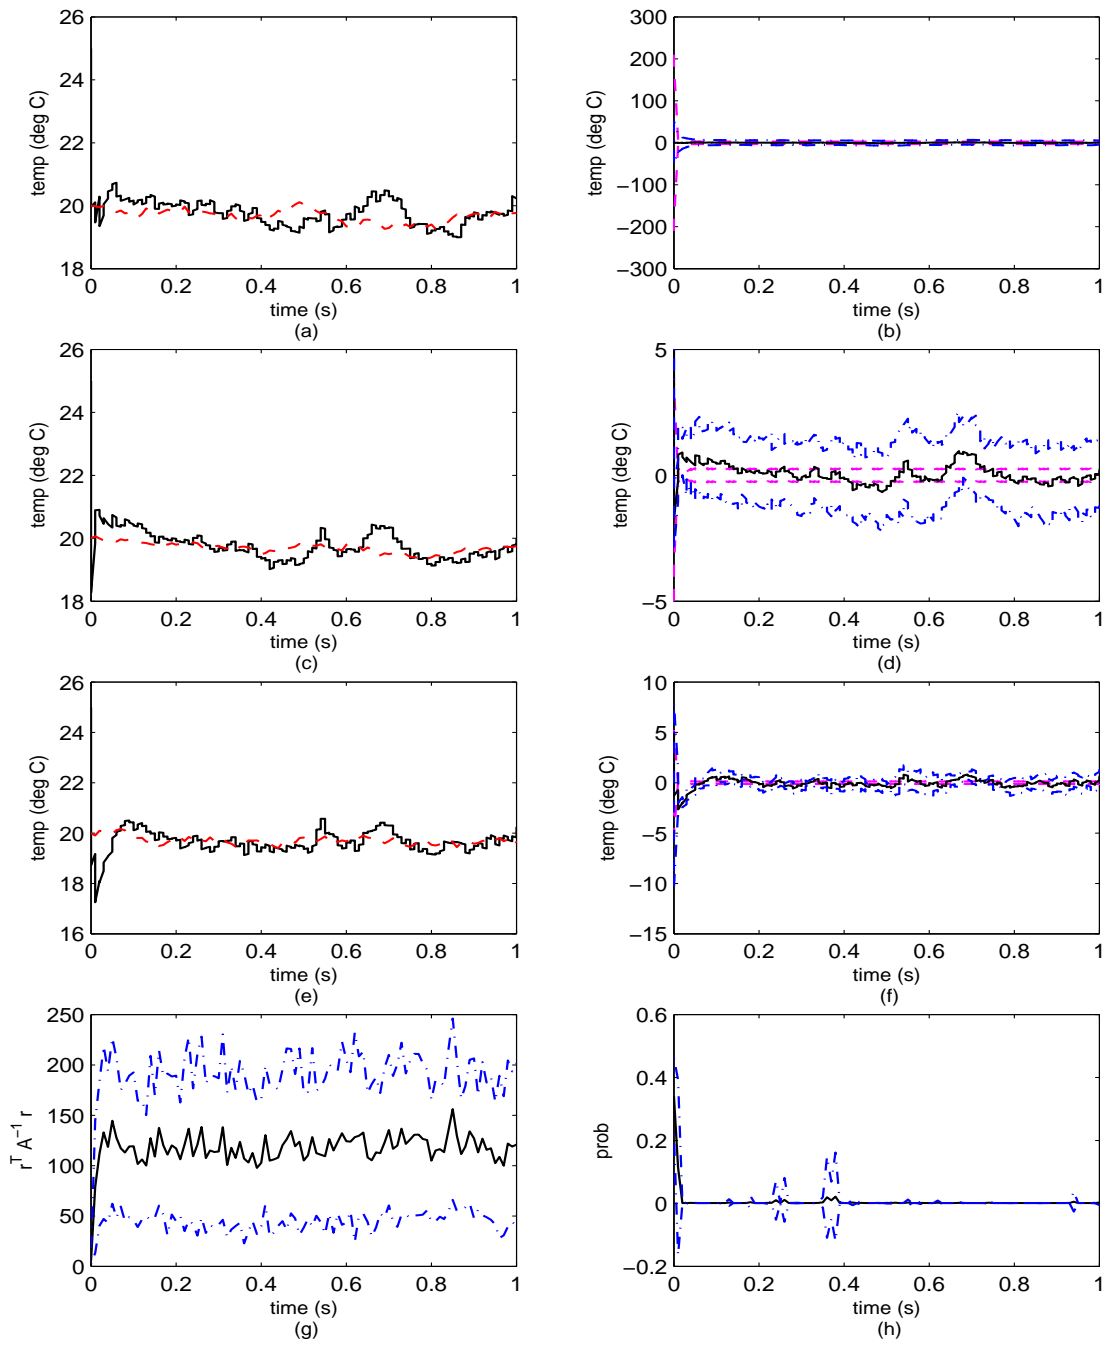 26
24
22
20
18
temp (deg C)
0 0.2 0.4 0.6 0.8 1
time (s)
(a)
300
200
100
0
−100
−200
−300
temp (deg C)
0 0.2 0.4 0.6 0.8 1
time (s)
(b)
26
24
22
20
18
temp (deg C)
0 0.2 0.4 0.6 0.8 1
time (s)
(c)
5
0
−5
temp (deg C)
0 0.2 0.4 0.6 0.8 1
time (s)
(d)
26
24
22
20
18
16
temp (deg C)
0 0.2 0.4 0.6 0.8 1
time (s)
(e)
10
5
0
−5
−10
−15
temp (deg C)
0 0.2 0.4 0.6 0.8 1
time (s)
(f)
250
200
150
100
50
0
r^T A^−1 r
0 0.2 0.4 0.6 0.8 1
time (s)
(g)
0.6
0.4
0.2
0
−0.2
prob
0 0.2 0.4 0.6 0.8 1
time (s)
(h)